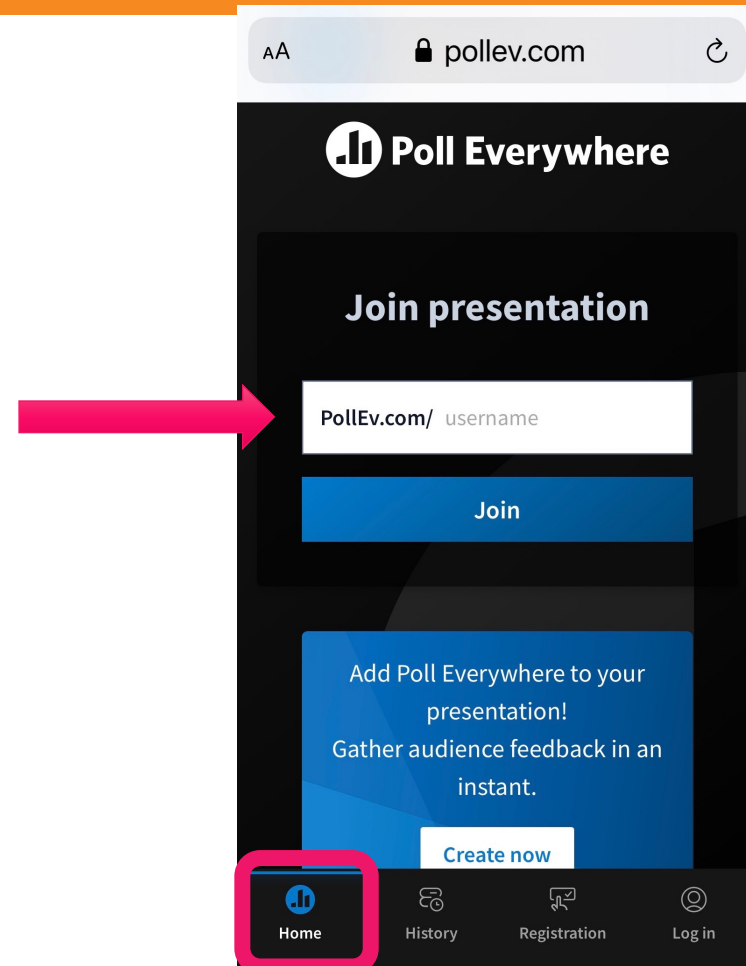 AA pollev.com
Poll Everywhere
Join presentation
PollEv.com/ username
Join
Add Poll Everywhere to your
presentation!
Gather audience feedback in an
instant.
Create now
Home History Registration Log in